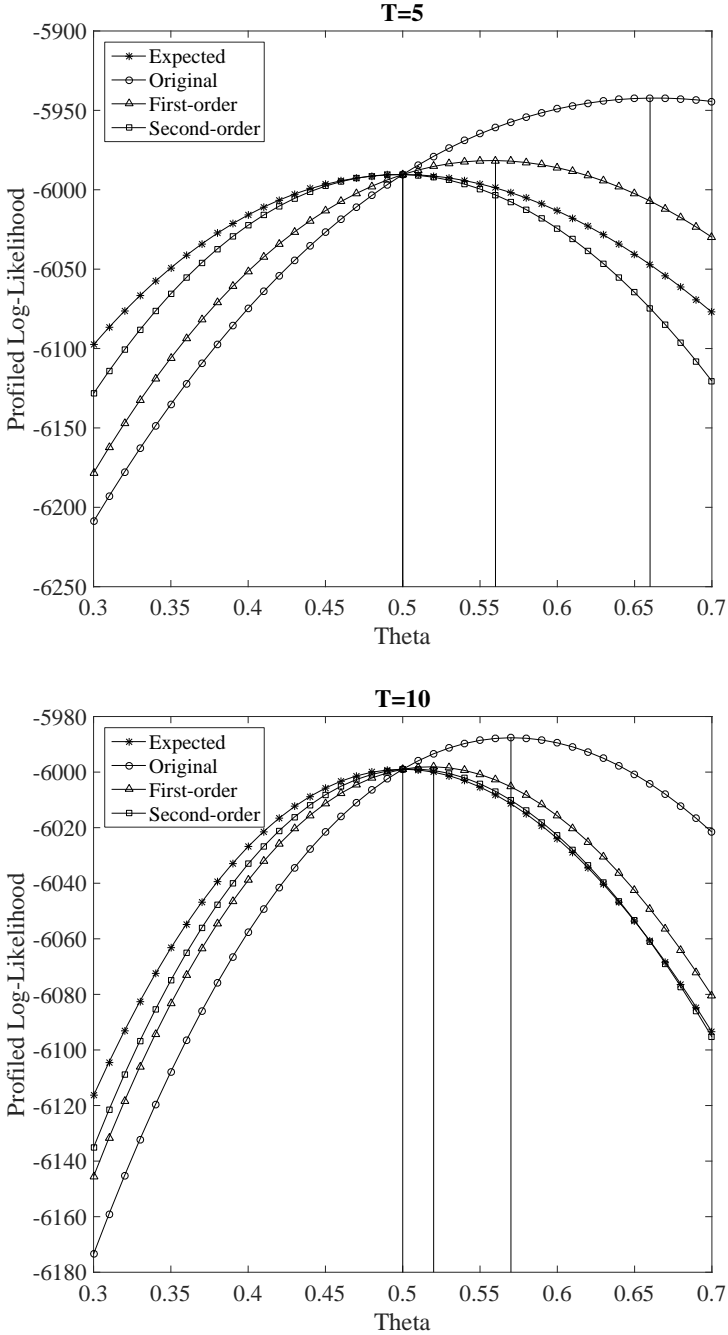 T=5
-5900
-5950
-6000
-6050
-6100
-6150
-6200
-6250
Profiled Log-Likelihood
Expected
Original
First-order
Second-order
0.3 0.35 0.4 0.45 0.5 0.55 0.6 0.65 0.7
Theta
T=10
-5980
-6000
-6020
-6040
-6060
-6080
-6100
-6120
-6140
-6160
-6180
Profiled Log-Likelihood
Expected
Original
First-order
Second-order
0.3 0.35 0.4 0.45 0.5 0.55 0.6 0.65 0.7
Theta